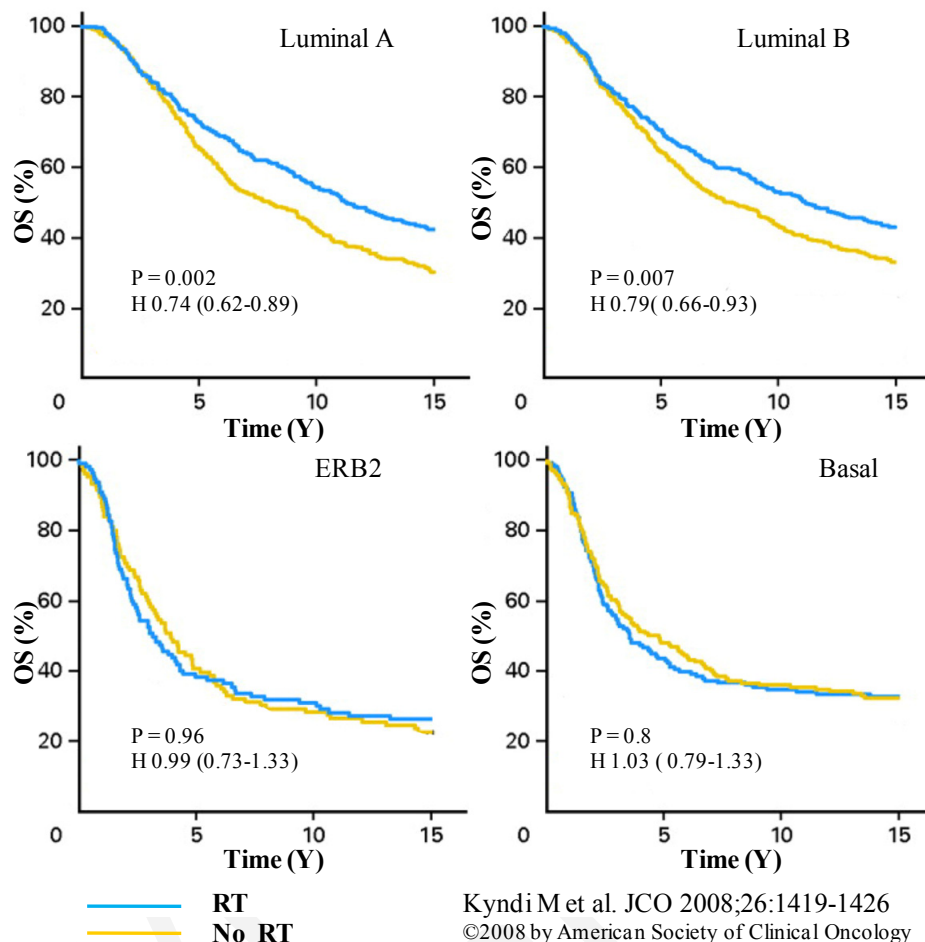 Luminal A
100
80
60
40
20
0
5
10
15
OS (%)
Time (Y)
P = 0.002
H 0.74 (0.62-0.89)
Luminal B
100
80
60
40
20
0
5
10
15
OS (%)
Time (Y)
P = 0.007
H 0.79( 0.66-0.93)
ERB2
100
80
60
40
20
0
5
10
15
OS (%)
Time (Y)
P = 0.96
H 0.99 (0.73-1.33)
Basal
100
80
60
40
20
0
5
10
15
OS (%)
Time (Y)
P = 0.8
H 1.03 ( 0.79-1.33)
RT
No RT
Kyndi M et al. JCO 2008;26:1419-1426
©2008 by American Society of Clinical Oncology